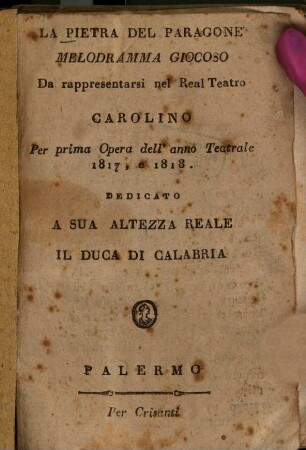 LA PIETRA DEL PARAGONE
MELODRAMMA GIOCOSO
Da rappresentarsi nel Real Teatro
CAROLINO
Per prima Opera dell'anno Teatrale
1817, e 1818.
DEDICATO
A SUA ALTEZZA REALE
IL DUCA DI CALABRIA
PALERMO
Per Crisanti